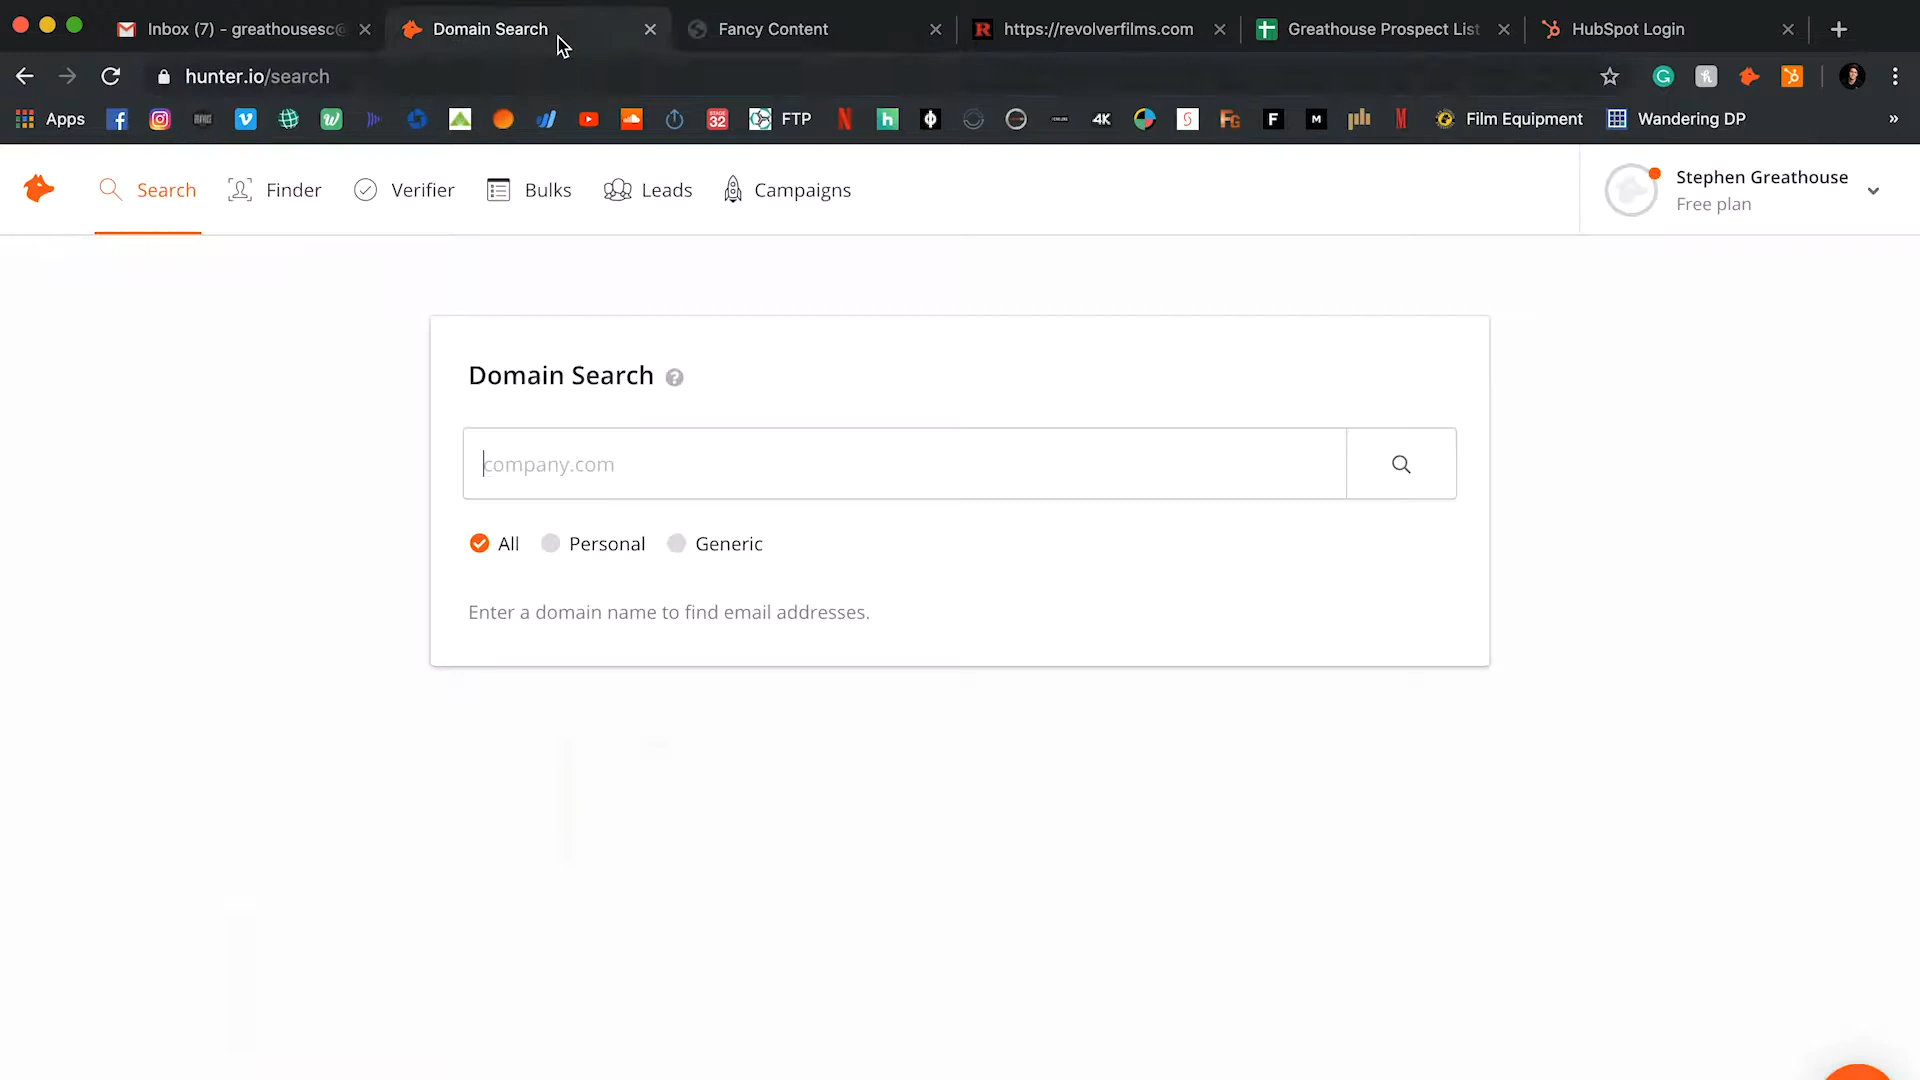 Inbox (7) - greathousesc@
Domain Search
Fancy Content
https://revolverfilms.com
Greathouse Prospect List
HubSpot Login
hunter.io/search
Apps
STAGE 32
FTP
4K
Film Equipment
Wandering DP
»
Search
Finder
Verifier
Bulks
Leads
Campaigns
Stephen Greathouse
Free plan
Domain Search
company.com
All
Personal
Generic
Enter a domain name to find email addresses.